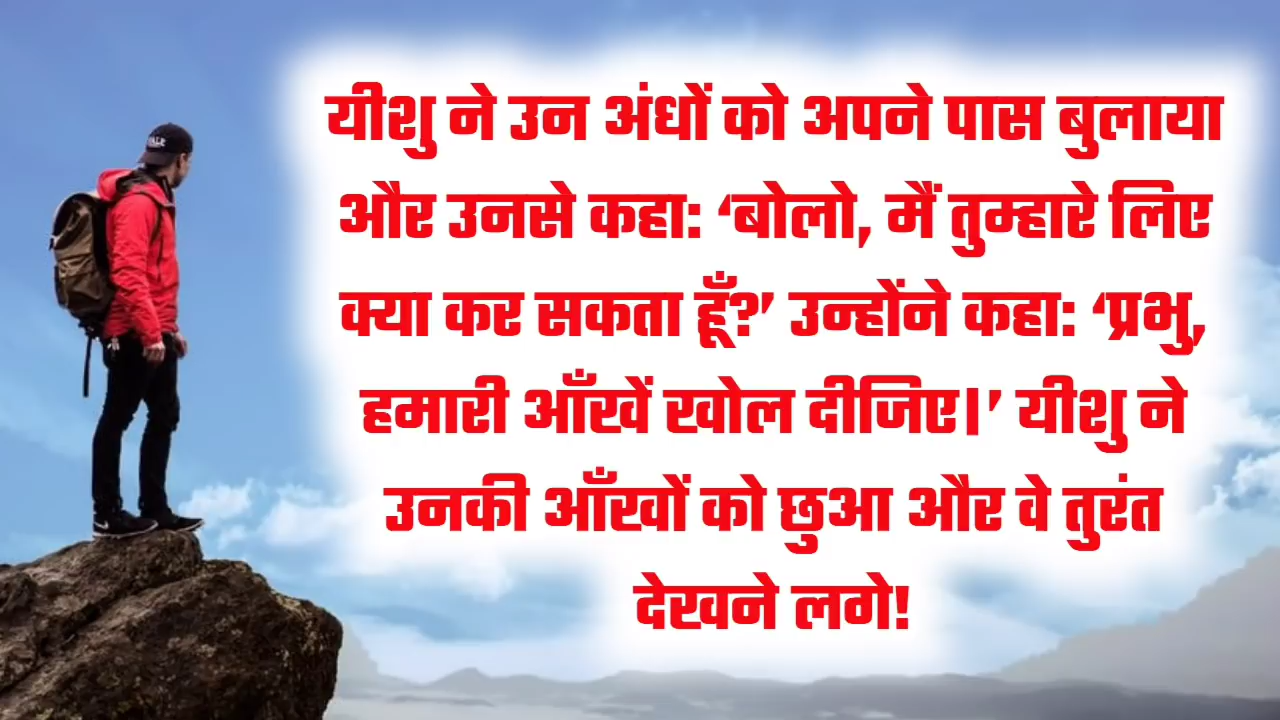 यीशु ने उन अंधों को अपने पास बुलाया
और उनसे कहा: ‘बोलो, मैं तुम्हारे लिए
क्या कर सकता हूँ?’ उन्होंने कहा: ‘प्रभु,
हमारी आँखें खोल दीजिए।’ यीशु ने
उनकी आँखों को छुआ और वे तुरंत
देखने लगे!